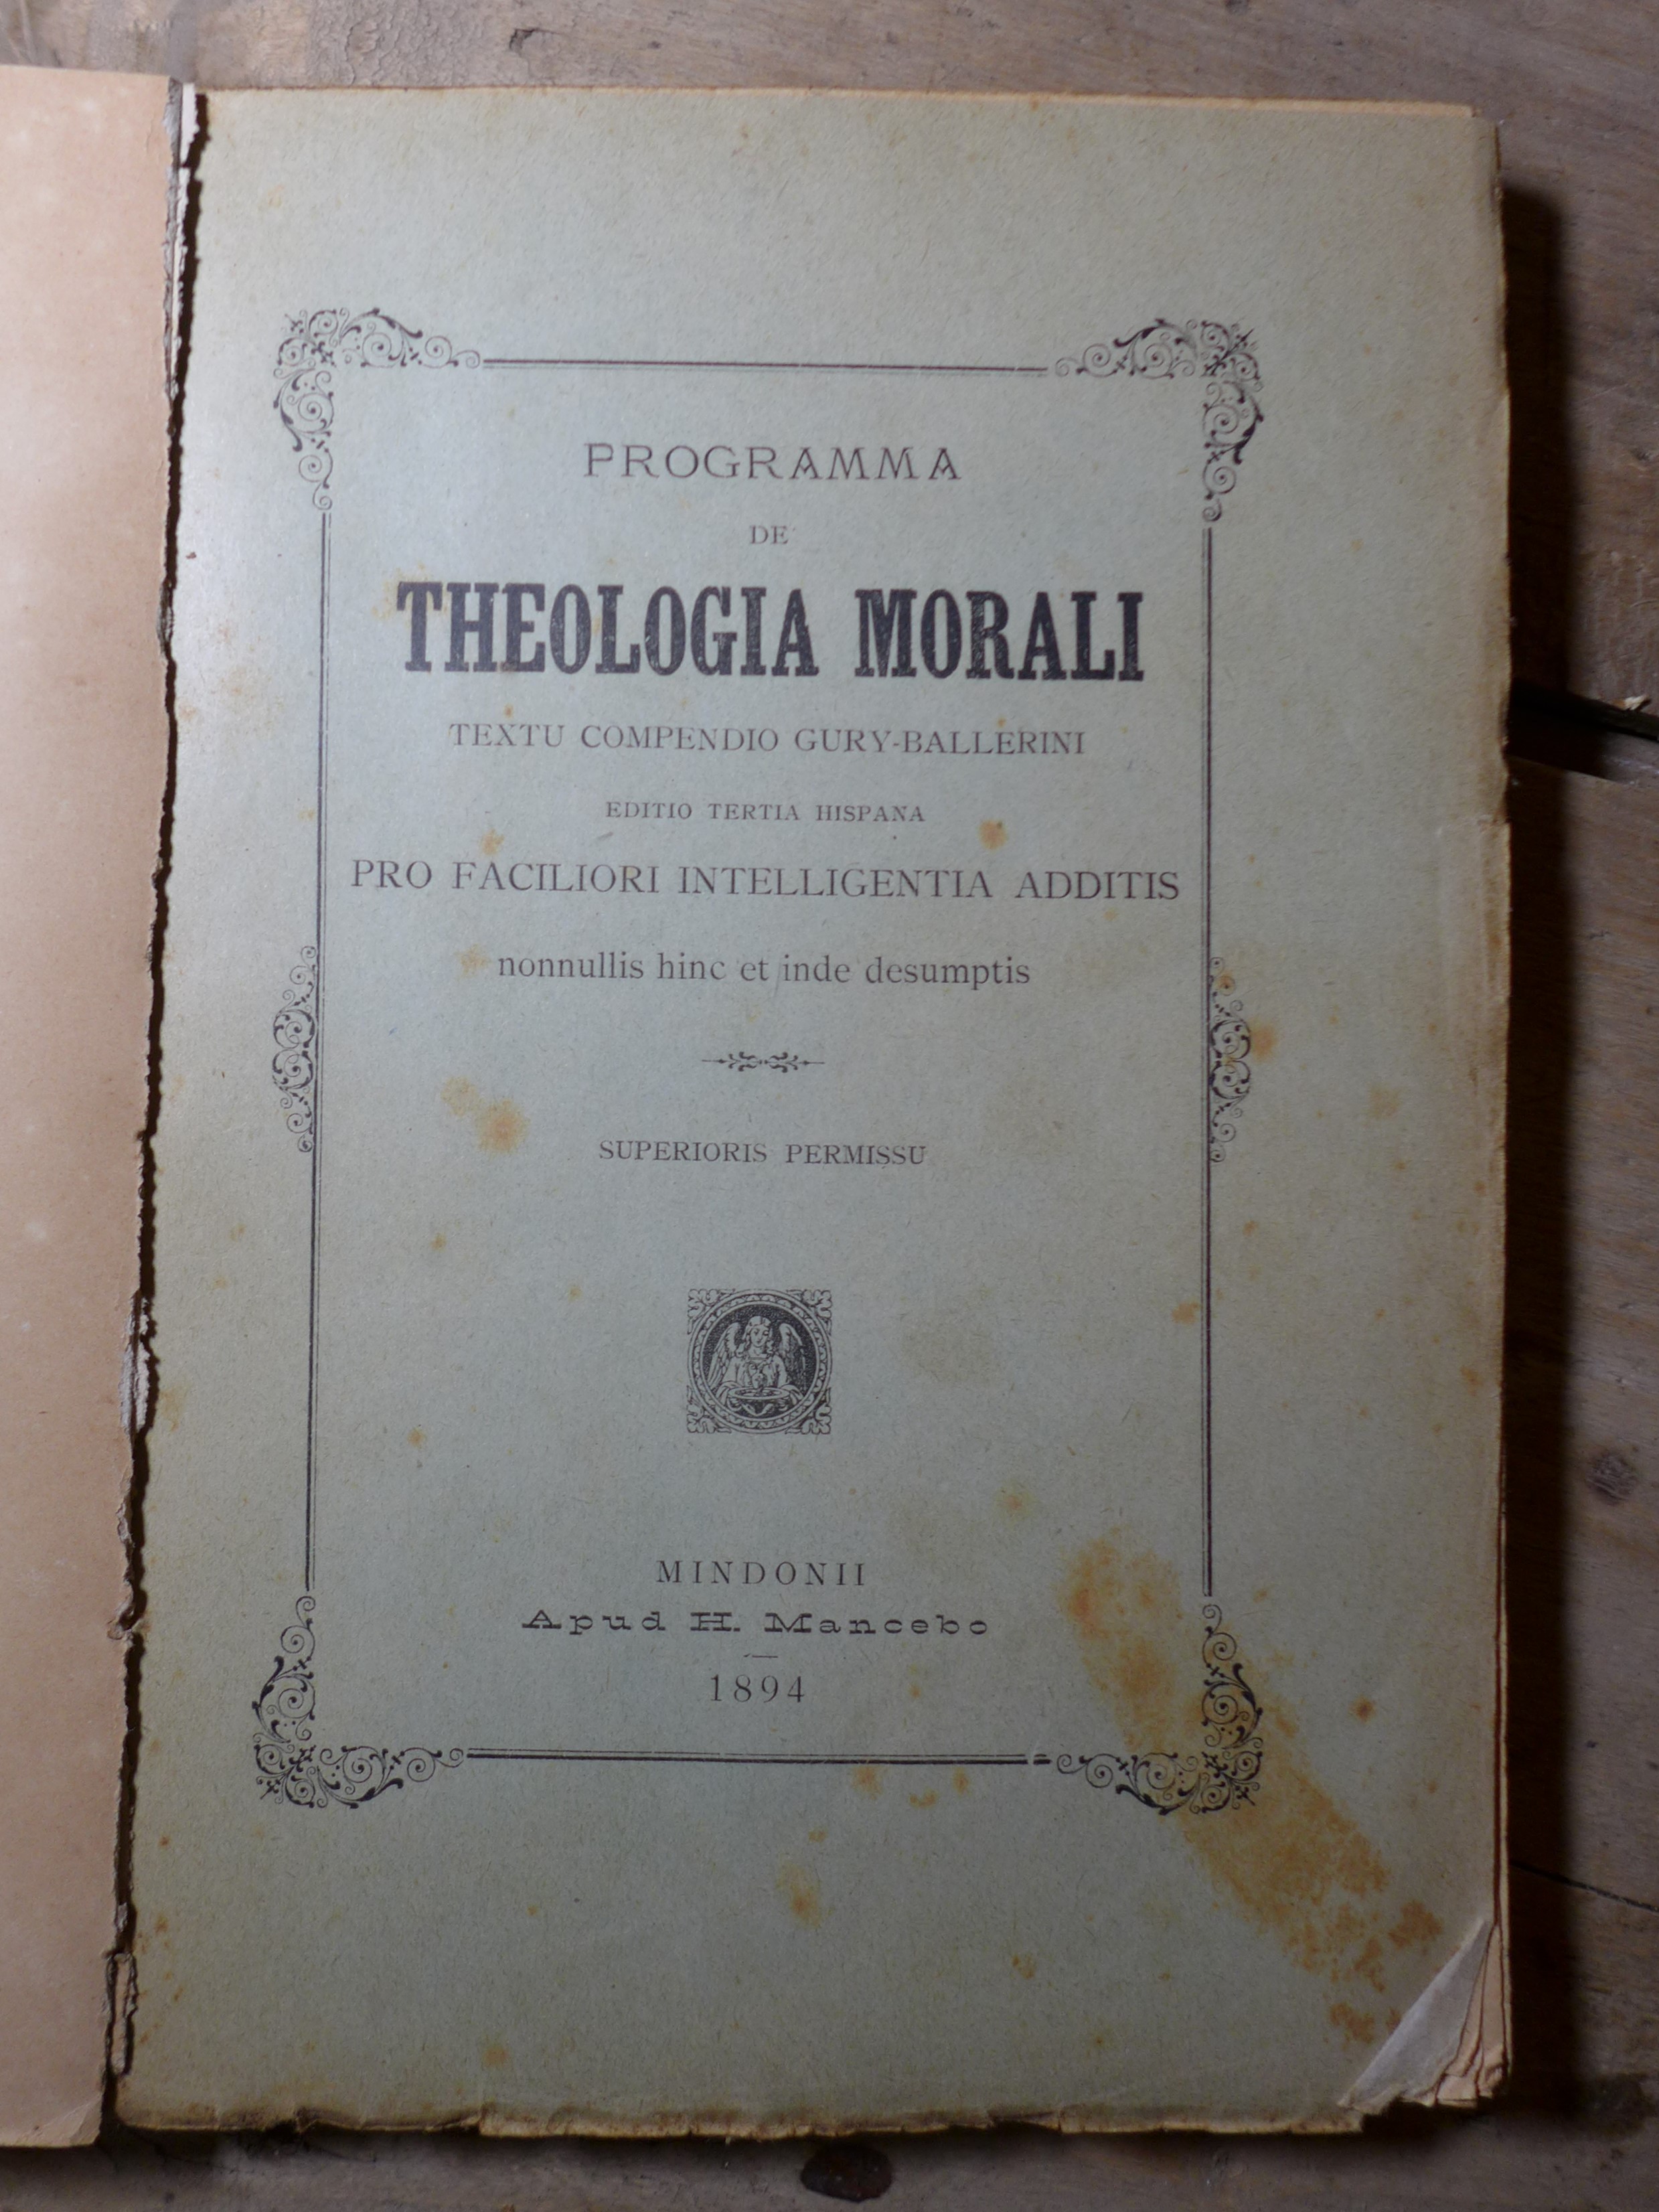 PROGRAMMA
DE
THEOLOGIA MORALI
TEXTU COMPENDIO GURY-BALLERINI
EDITIO TERTIA HISPANA
PRO FACILIORI INTELLIGENTIA ADDITIS
nonnullis hinc et inde desumptis
SUPERIORIS PERMISSU
MINDONII
Apud H. Mancebo
1894